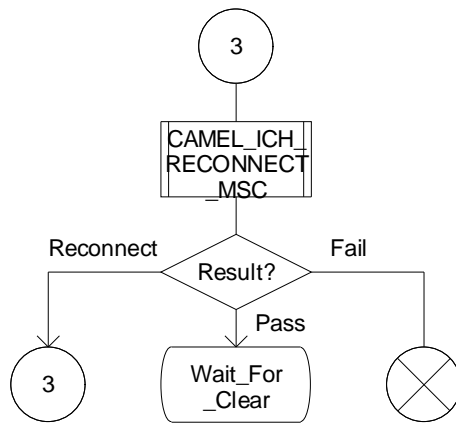 3
CAMEL_ICH_
RECONNECT
_MSC
Reconnect
Result?
Fail
Pass
3
Wait_For
_Clear